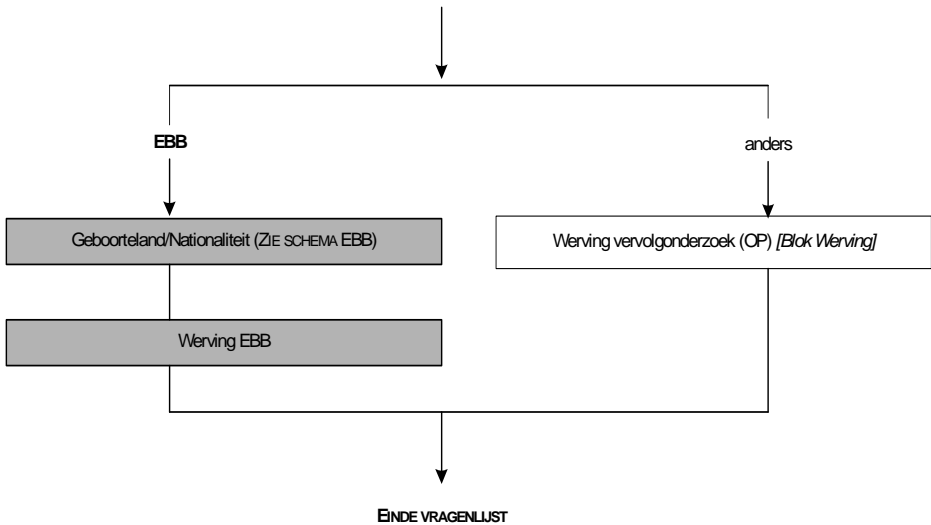 EBB
anders
Geboorteland/Nationaliteit (ZIE SCHEMA EBB)
Werving vervolgonderzoek (OP) [Blok Werving]
Werving EBB
EINDE VRAGENLIJST